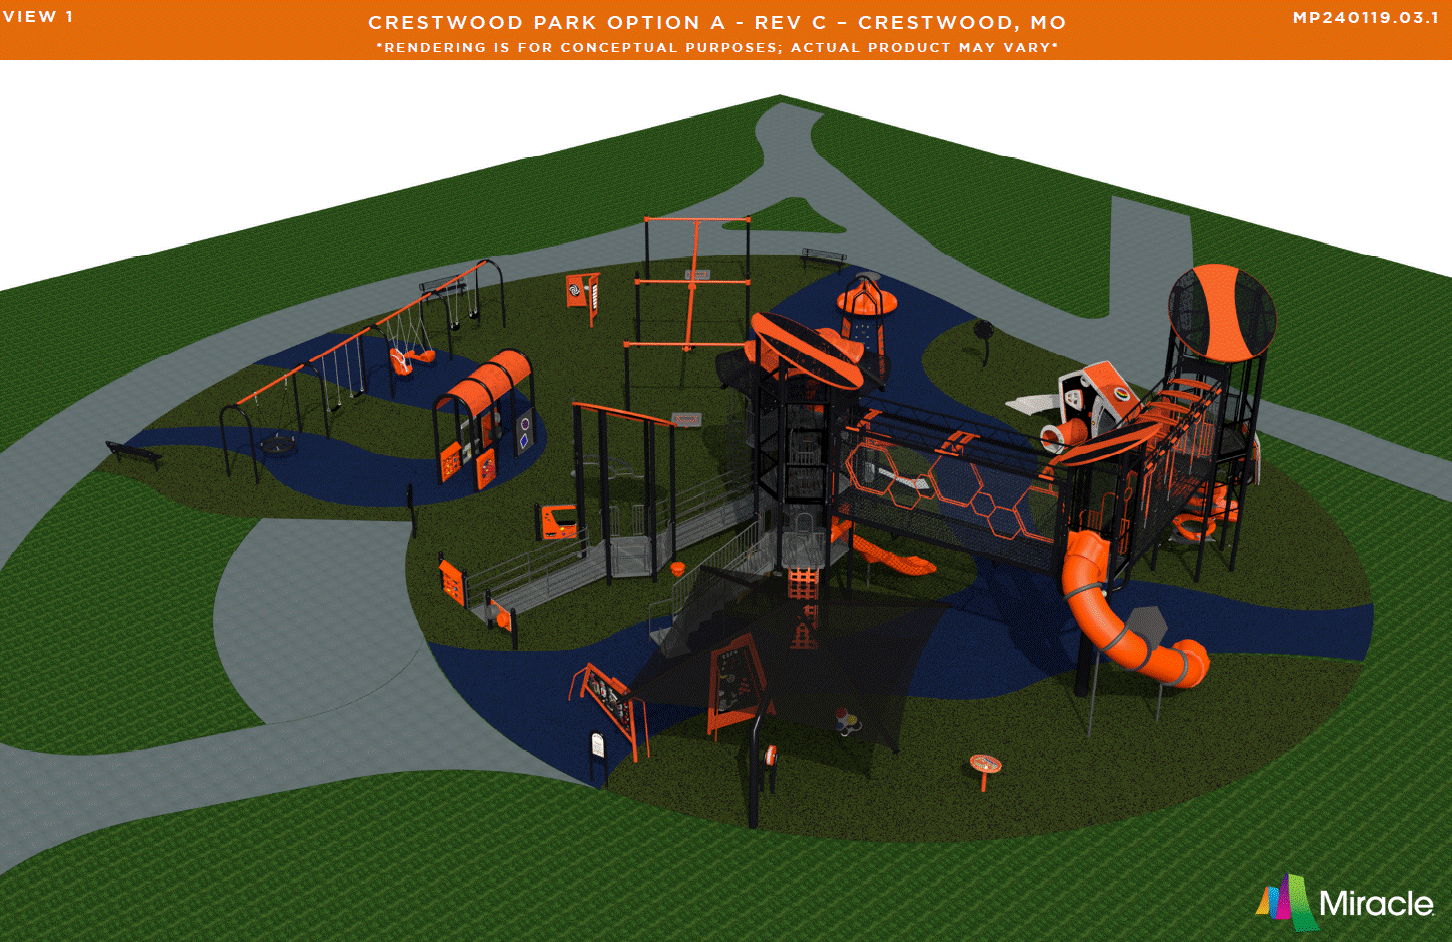 VIEW 1
CRESTWOOD PARK OPTION A - REV C – CRESTWOOD, MO
MP240119.03.1
*RENDERING IS FOR CONCEPTUAL PURPOSES; ACTUAL PRODUCT MAY VARY*
Miracle